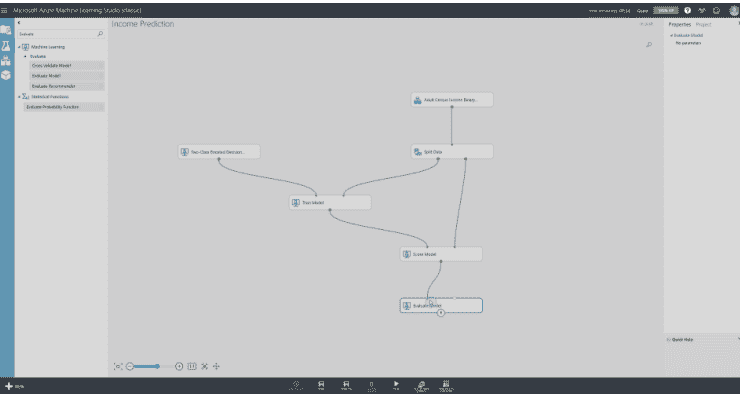 Microsoft Azure Machine Learning Studio (classic)
Income Prediction
Properties Project
Evaluate
Evaluate Model
No parameters
Machine Learning
Evaluate
Cross Validate Model
Evaluate Model
Evaluate Recommender
Statistical Functions
Evaluate Probability Function
Adult Census Income Binary...
Two-Class Boosted Decision...
Split Data
Train Model
Score Model
Evaluate Model
Quick Help